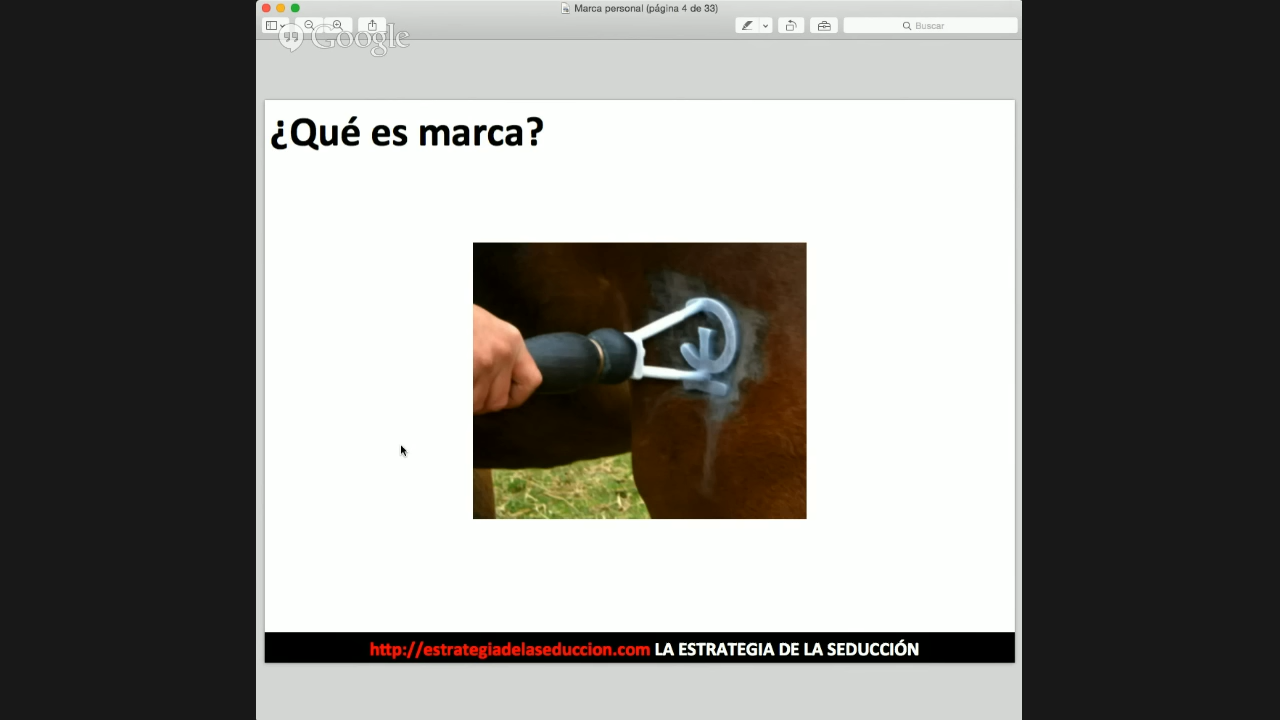 Marca personal (página 4 de 33)
Buscar
Google
¿Qué es marca?
http://estrategiadelaseduccion.com LA ESTRATEGIA DE LA SEDUCCIÓN